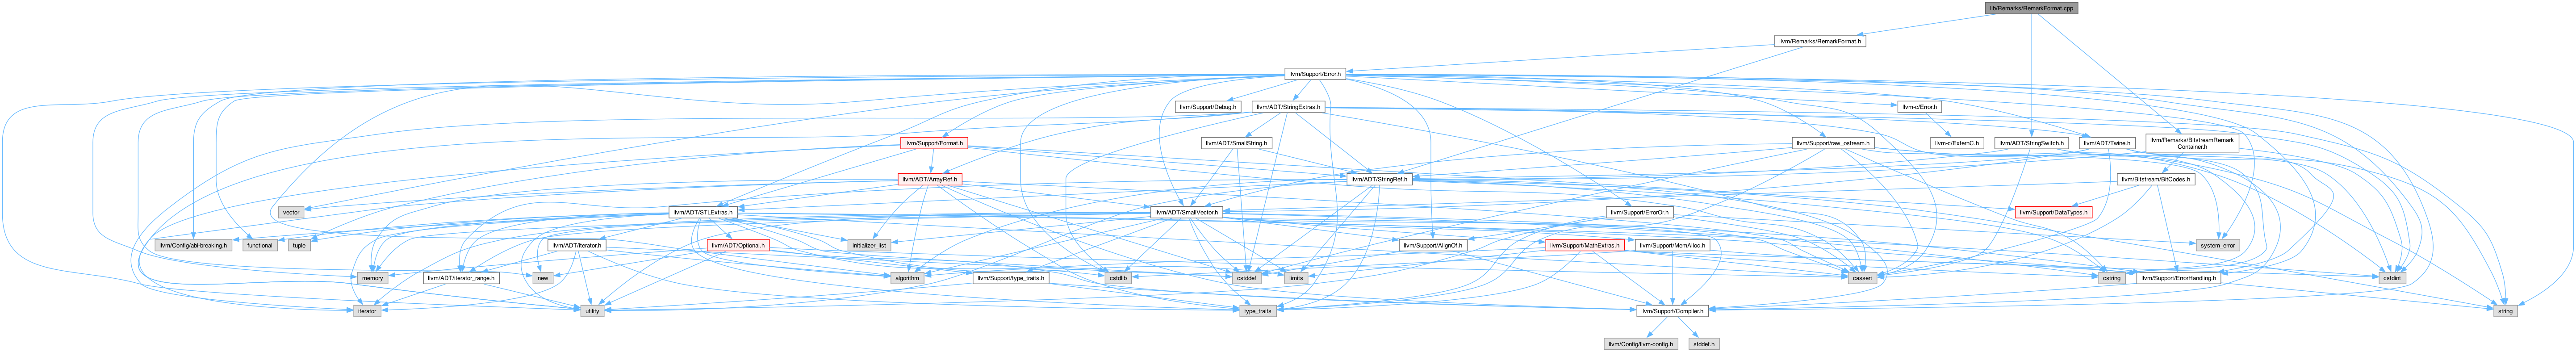 lib/Remarks/RemarkFormat.cpp
llvm/Remarks/RemarkFormat.h
llvm/Support/Error.h
llvm/Support/Debug.h
llvm/ADT/StringExtras.h
llvm-c/Error.h
llvm/Support/Format.h
llvm/ADT/SmallString.h
llvm/Support/raw_ostream.h
llvm-c/ExternC.h
llvm/ADT/StringSwitch.h
llvm/ADT/Twine.h
llvm/Remarks/BitstreamRemark
Container.h
llvm/ADT/ArrayRef.h
llvm/ADT/StringRef.h
llvm/Bitstream/BitCodes.h
vector
llvm/ADT/STLExtras.h
llvm/ADT/SmallVector.h
llvm/Support/ErrorOr.h
llvm/Support/DataTypes.h
llvm/Config/abi-breaking.h
functional
tuple
llvm/ADT/iterator.h
llvm/ADT/Optional.h
initializer_list
llvm/Support/AlignOf.h
llvm/Support/MathExtras.h
llvm/Support/MemAlloc.h
system_error
memory
llvm/ADT/iterator_range.h
new
algorithm
llvm/Support/type_traits.h
cstdlib
cstddef
limits
cassert
cstring
llvm/Support/ErrorHandling.h
cstdint
iterator
utility
type_traits
llvm/Support/Compiler.h
string
llvm/Config/llvm-config.h
stddef.h